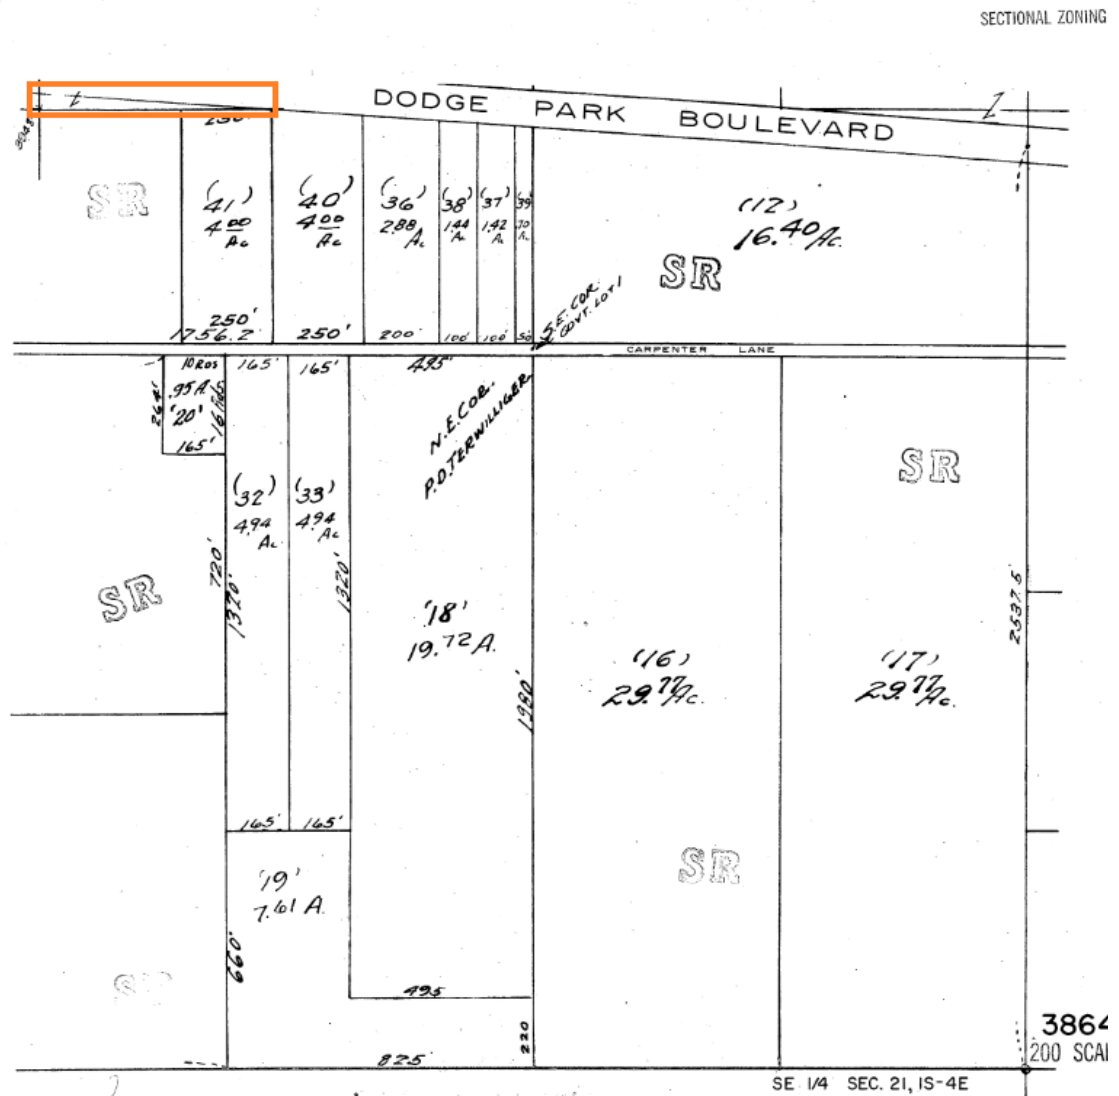 SECTIONAL ZONING
DODGE PARK BOULEVARD
SR
(41)
4.00
Ac
(40)
4.00
Ac
(36)
2.88
Ac
(38)
1.44
Ac
(37)
1.42
Ac
(39)
.70
Ac
(12)
16.40 Ac.
SR
250'
1756.2'
250'
200'
100'
100'
50'
S.E. COR.
GOVT. LOT 1
CARPENTER LANE
10 RDS
165'
165'
495'
264'
.95 A
'20'
165'
N.E. COR.
P.O. TERWILLIGER
SR
(32)
4.94
Ac.
(33)
4.94
Ac
720'
1320'
1320'
SR
'18'
19.72 A.
2537.5'
(16)
29.77 Ac.
(17)
29.77 Ac.
1980'
165'
165'
SR
'19'
7.61 A.
660'
495
220
825'
3864
200 SCAL
SE 1/4 SEC. 21, 1S-4E